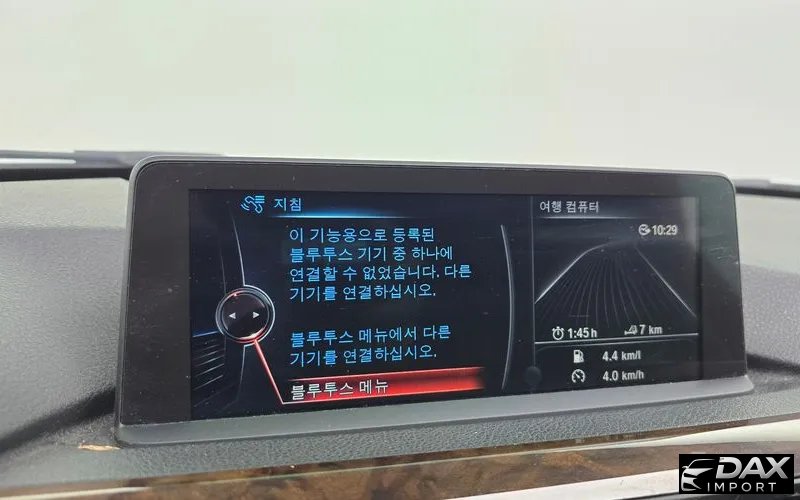 지침
이 기능용으로 등록된
블루투스 기기 중 하나에
연결할 수 없었습니다. 다른
기기를 연결하십시오.
블루투스 메뉴에서 다른
기기를 연결하십시오.
블루투스 메뉴
여행 컴퓨터
10:29
1:45 h
7 km
4.4 km/l
4.0 km/h
DAX
IMPORT